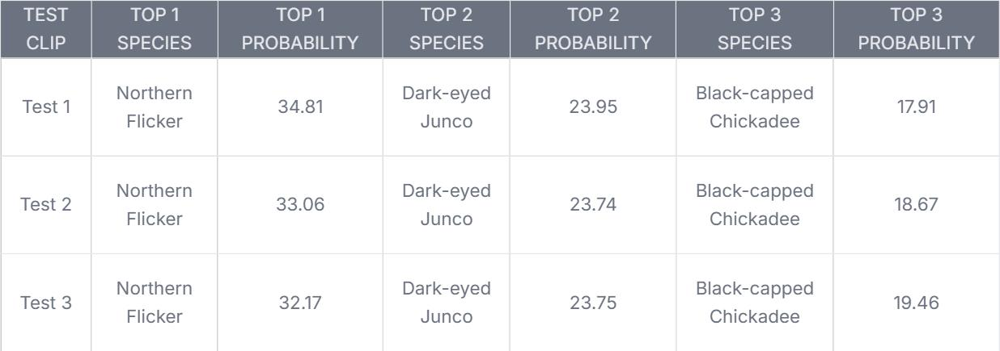 TEST CLIP TOP 1 SPECIES TOP 1 PROBABILITY TOP 2 SPECIES TOP 2 PROBABILITY TOP 3 SPECIES TOP 3 PROBABILITY
Test 1 Northern Flicker 34.81 Dark-eyed Junco 23.95 Black-capped Chickadee 17.91
Test 2 Northern Flicker 33.06 Dark-eyed Junco 23.74 Black-capped Chickadee 18.67
Test 3 Northern Flicker 32.17 Dark-eyed Junco 23.75 Black-capped Chickadee 19.46